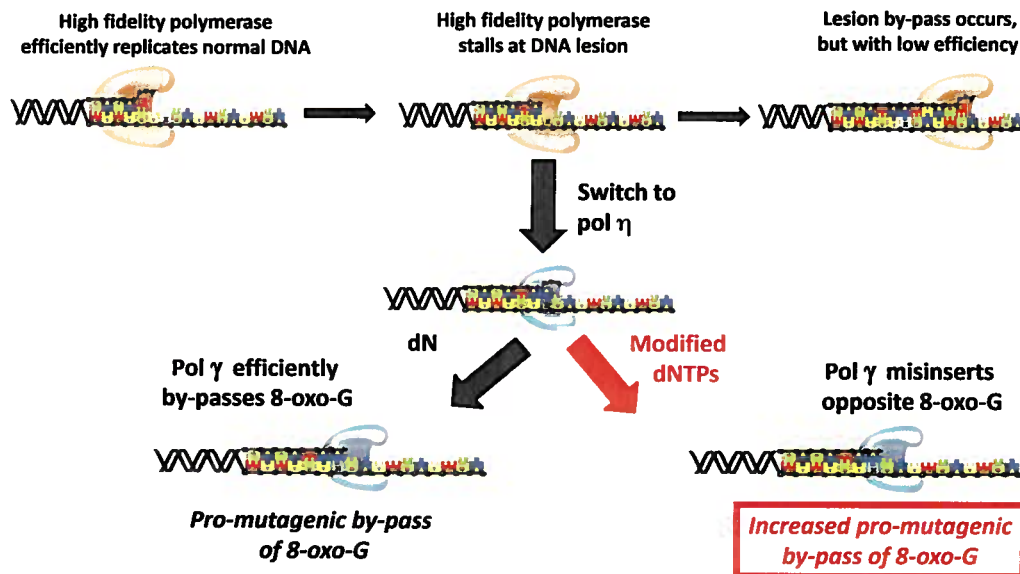 High fidelity polymerase
efficiently replicates normal DNA
High fidelity polymerase
stalls at DNA lesion
Lesion by-pass occurs,
but with low efficiency
Switch to
pol η
dN
Modified
dNTPs
Pol γ efficiently
by-passes 8-oxo-G
Pol γ misinserts
opposite 8-oxo-G
Pro-mutagenic by-pass
of 8-oxo-G
Increased pro-mutagenic
by-pass of 8-oxo-G